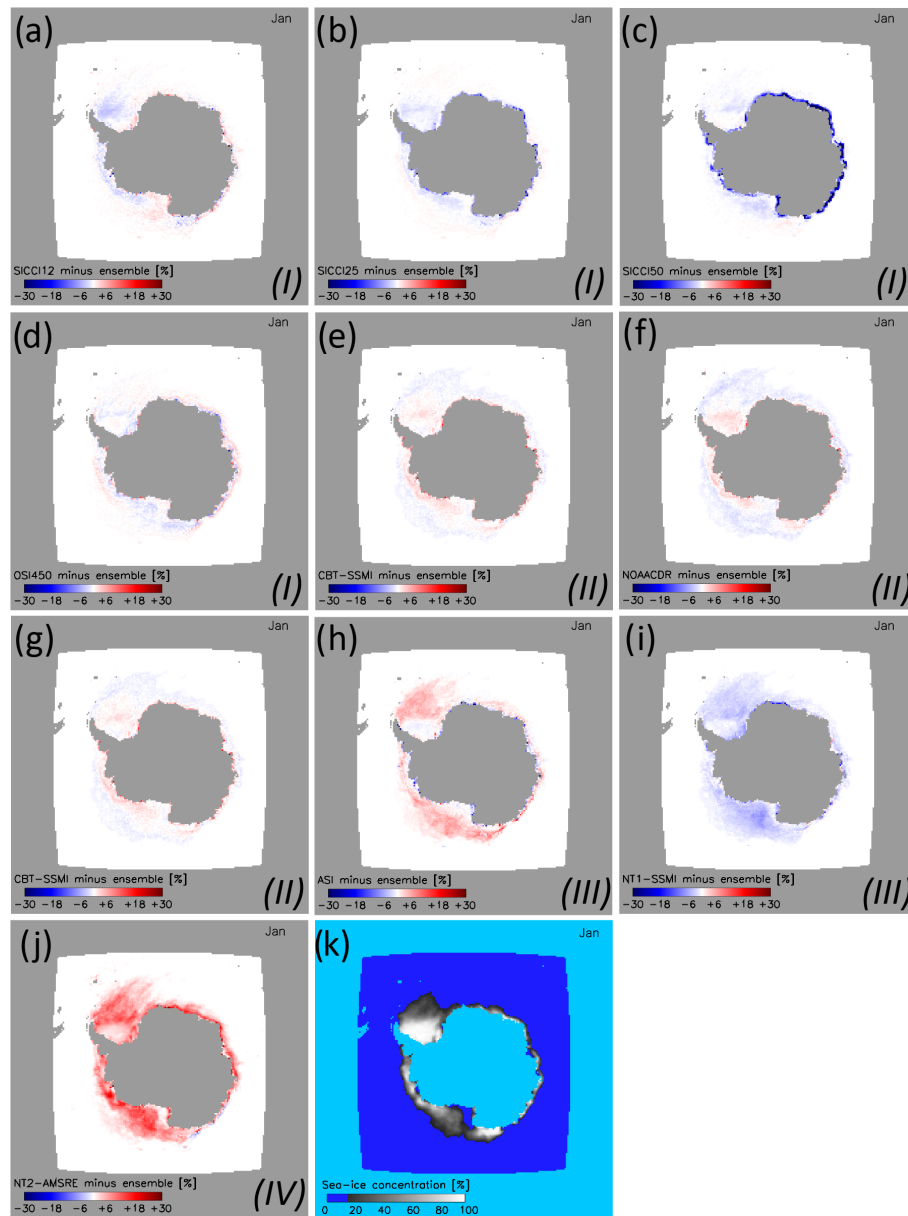 (a) Jan
SICCI12 minus ensemble [%]
-30 -18 -6 +6 +18 +30
(I)
(b) Jan
SICCI25 minus ensemble [%]
-30 -18 -6 +6 +18 +30
(I)
(c) Jan
SICCI50 minus ensemble [%]
-30 -18 -6 +6 +18 +30
(I)
(d) Jan
OSI450 minus ensemble [%]
-30 -18 -6 +6 +18 +30
(I)
(e) Jan
CBT-SSMI minus ensemble [%]
-30 -18 -6 +6 +18 +30
(II)
(f) Jan
NOAACDR minus ensemble [%]
-30 -18 -6 +6 +18 +30
(II)
(g) Jan
CBT-SSMI minus ensemble [%]
-30 -18 -6 +6 +18 +30
(II)
(h) Jan
ASI minus ensemble [%]
-30 -18 -6 +6 +18 +30
(III)
(i) Jan
NT1-SSMI minus ensemble [%]
-30 -18 -6 +6 +18 +30
(III)
(j) Jan
NT2-AMSRE minus ensemble [%]
-30 -18 -6 +6 +18 +30
(IV)
(k) Jan
Sea-ice concentration [%]
0 20 40 60 80 100